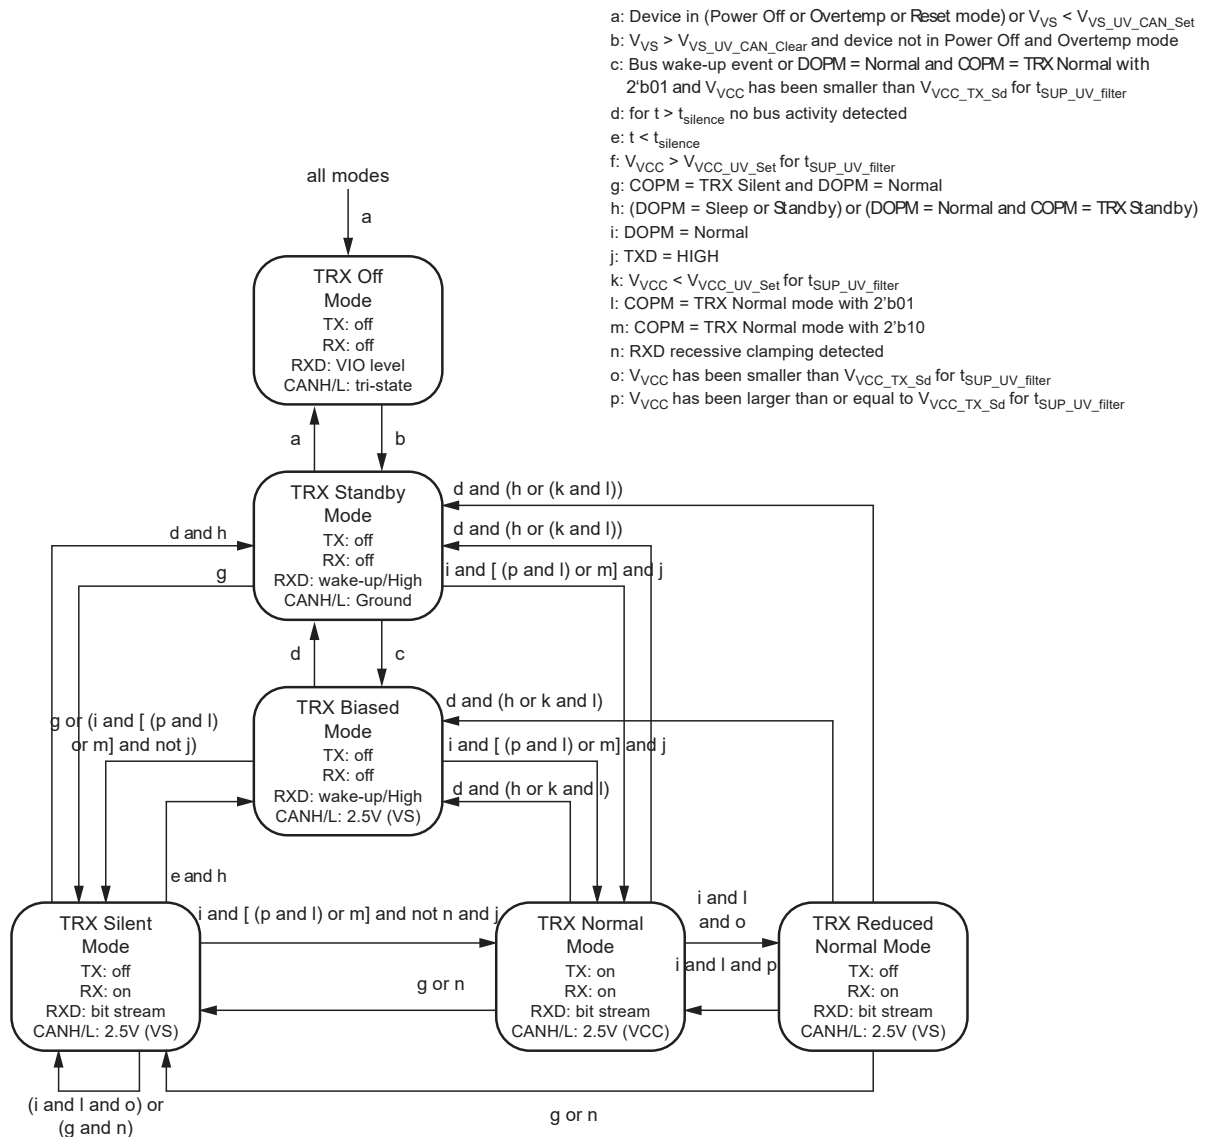 a: Device in (Power Off or Overtemp or Reset mode) or VVS < VVS_UV_CAN_Set
b: VVS > VVS_UV_CAN_Clear and device not in Power Off and Overtemp mode
c: Bus wake-up event or DOPM = Normal and COPM = TRX Normal with
2‘b01 and VVCC has been smaller than VVCC_TX_Sd for tSUP_UV_filter
d: for t > tsilence no bus activity detected
e: t < tsilence
f: VVCC > VVCC_UV_Set for tSUP_UV_filter
g: COPM = TRX Silent and DOPM = Normal
h: (DOPM = Sleep or Standby) or (DOPM = Normal and COPM = TRX Standby)
i: DOPM = Normal
j: TXD = HIGH
k: VVCC < VVCC_UV_Set for tSUP_UV_filter
l: COPM = TRX Normal mode with 2’b01
m: COPM = TRX Normal mode with 2’b10
n: RXD recessive clamping detected
o: VVCC has been smaller than VVCC_TX_Sd for tSUP_UV_filter
p: VVCC has been larger than or equal to VVCC_TX_Sd for tSUP_UV_filter
all modes
a
TRX Off
Mode
TX: off
RX: off
RXD: VIO level
CANH/L: tri-state
a
b
TRX Standby
Mode
TX: off
RX: off
RXD: wake-up/High
CANH/L: Ground
d and (h or (k and l))
d and (h or (k and l))
d and h
g
i and [ (p and l) or m] and j
d
c
TRX Biased
Mode
TX: off
RX: off
RXD: wake-up/High
CANH/L: 2.5V (VS)
d and (h or k and l)
g or (i and [ (p and l)
or m] and not j)
i and [ (p and l) or m] and j
d and (h or k and l)
e and h
i and [ (p and l) or m] and not n and j
i and l
and o
TRX Silent
Mode
TX: off
RX: on
RXD: bit stream
CANH/L: 2.5V (VS)
g or n
TRX Normal
Mode
TX: on
RX: on
RXD: bit stream
CANH/L: 2.5V (VCC)
i and l and p
TRX Reduced
Normal Mode
TX: off
RX: on
RXD: bit stream
CANH/L: 2.5V (VS)
(i and l and o) or
(g and n)
g or n